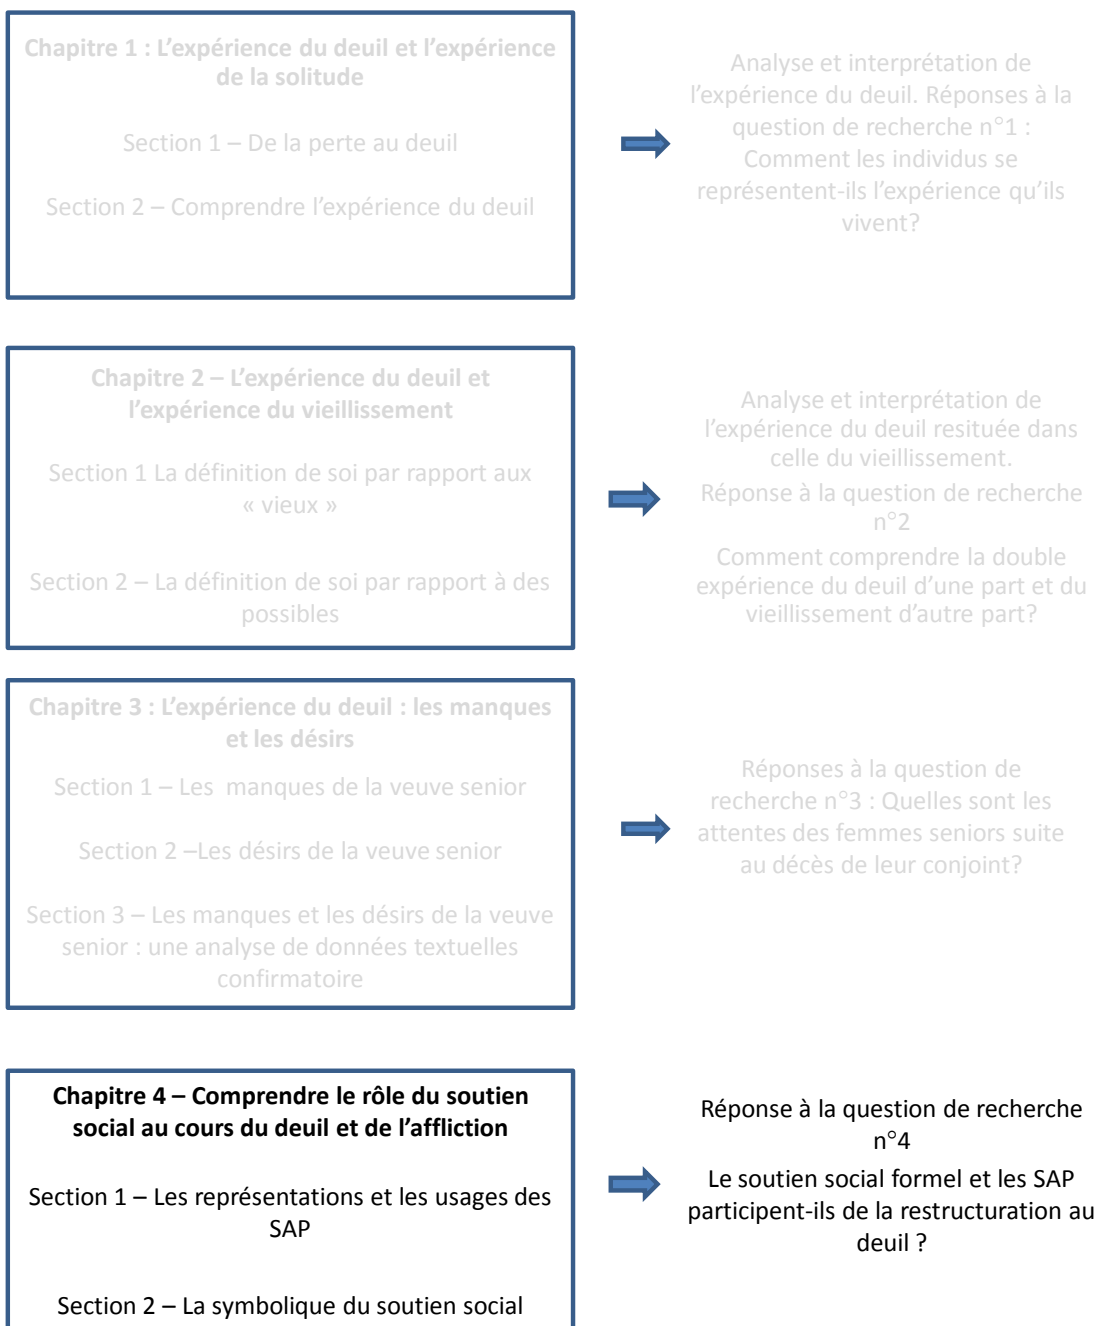 Chapitre 1 : L’expérience du deuil et l’expérience
de la solitude
Section 1 – De la perte au deuil
Section 2 – Comprendre l’expérience du deuil
Analyse et interprétation de
l’expérience du deuil. Réponses à la
question de recherche n°1 :
Comment les individus se
représentent-ils l’expérience qu’ils
vivent?
Chapitre 2 – L’expérience du deuil et
l’expérience du vieillissement
Section 1 La définition de soi par rapport aux
« vieux »
Section 2 – La définition de soi par rapport à des
possibles
Analyse et interprétation de
l’expérience du deuil resituée dans
celle du vieillissement.
Réponse à la question de recherche
n°2
Comment comprendre la double
expérience du deuil d’une part et du
vieillissement d’autre part?
Chapitre 3 : L’expérience du deuil : les manques
et les désirs
Section 1 – Les manques de la veuve senior
Section 2 –Les désirs de la veuve senior
Section 3 – Les manques et les désirs de la veuve
senior : une analyse de données textuelles
confirmatoire
Réponses à la question de
recherche n°3 : Quelles sont les
attentes des femmes seniors suite
au décès de leur conjoint?
Chapitre 4 – Comprendre le rôle du soutien
social au cours du deuil et de l’affliction
Section 1 – Les représentations et les usages des
SAP
Section 2 – La symbolique du soutien social
Réponse à la question de recherche
n°4
Le soutien social formel et les SAP
participent-ils de la restructuration au
deuil ?